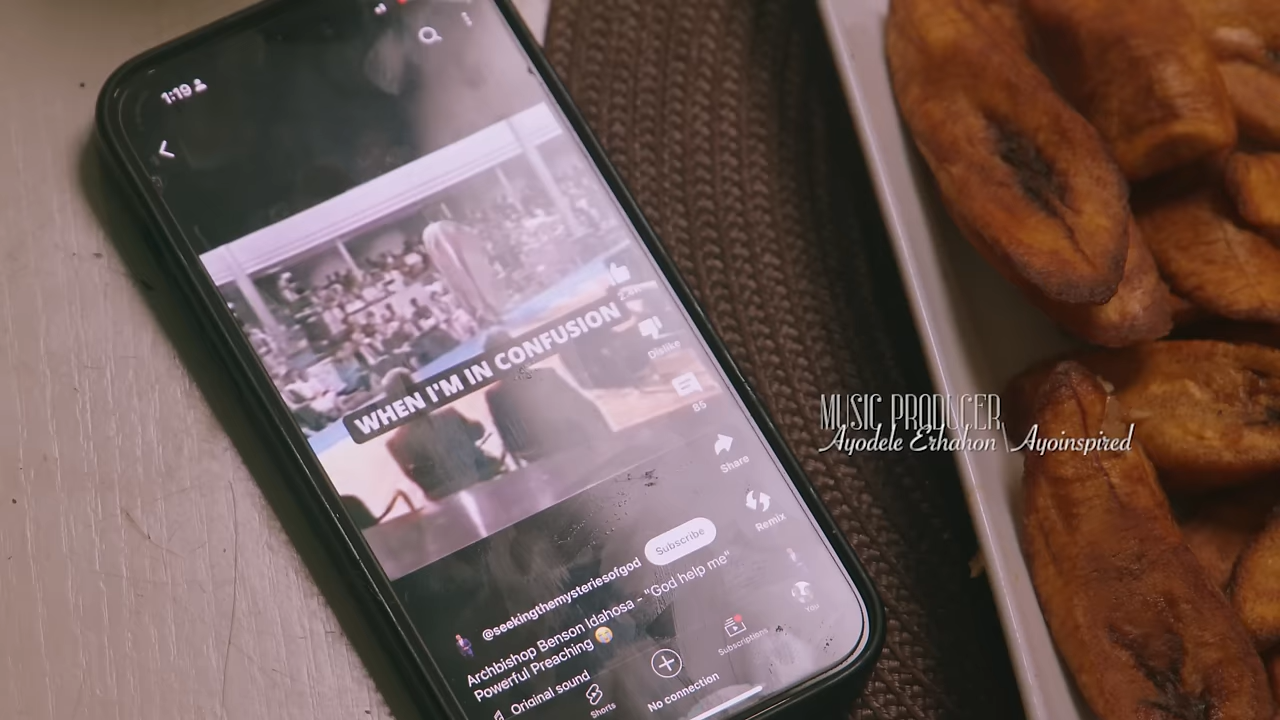 1:19
WHEN I'M IN CONFUSION
Dislike
85
Share
Remix
@seekingthemysteriesofgod
Subscribe
Archbishop Benson Idahosa - "God help me"
Powerful Preaching 😭
Original sound
Shorts
Subscriptions
You
No connection
MUSIC PRODUCER
Ayodele Erhahon \ Ayoinspired